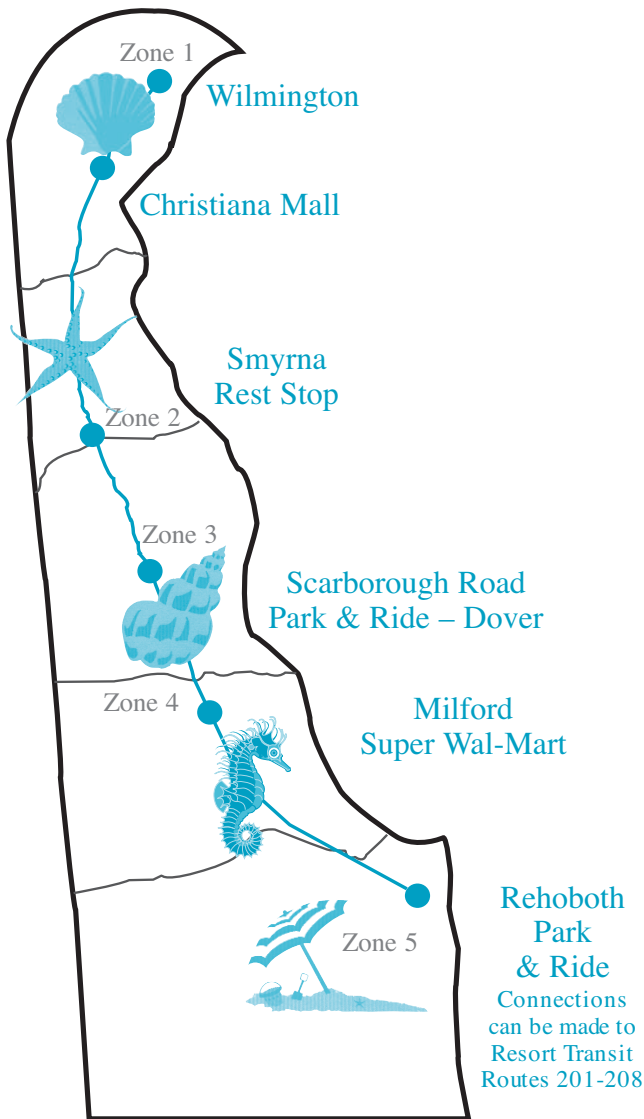 Zone 1
Wilmington
Christiana Mall
Smyrna
Rest Stop
Zone 2
Zone 3
Scarborough Road
Park & Ride – Dover
Zone 4
Milford
Super Wal-Mart
Rehoboth
Park
& Ride
Zone 5
Connections
can be made to
Resort Transit
Routes 201-208